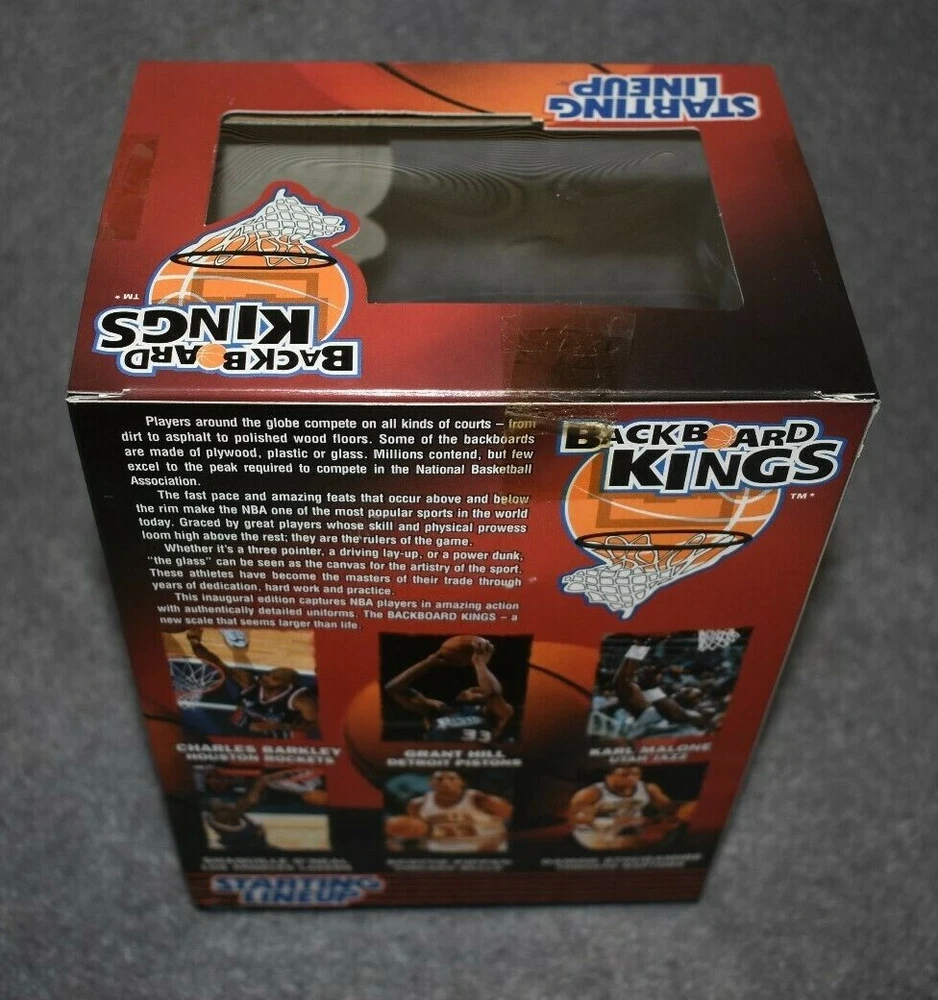 STARTING
LINEUP
BACKBOARD
KINGS
™*
Players around the globe compete on all kinds of courts – from
dirt to asphalt to polished wood floors. Some of the backboards
are made of plywood, plastic or glass. Millions contend, but few
excel to the peak required to compete in the National Basketball
Association.
The fast pace and amazing feats that occur above and below
the rim make the NBA one of the most popular sports in the world
today. Graced by great players whose skill and physical prowess
loom high above the rest; they are the rulers of the game.
Whether it's a three pointer, a driving lay-up, or a power dunk,
"the glass" can be seen as the canvas for the artistry of the sport.
These athletes have become the masters of their trade through
years of dedication, hard work and practice.
This inaugural edition captures NBA players in amazing action
with authentically detailed uniforms. The BACKBOARD KINGS – a
new scale that seems larger than life.
BACKBOARD
KINGS
™*
33
CHARLES BARKLEY
HOUSTON ROCKETS
GRANT HILL
DETROIT PISTONS
KARL MALONE
UTAH JAZZ
SHAQUILLE O'NEAL
STARTING
LINEUP